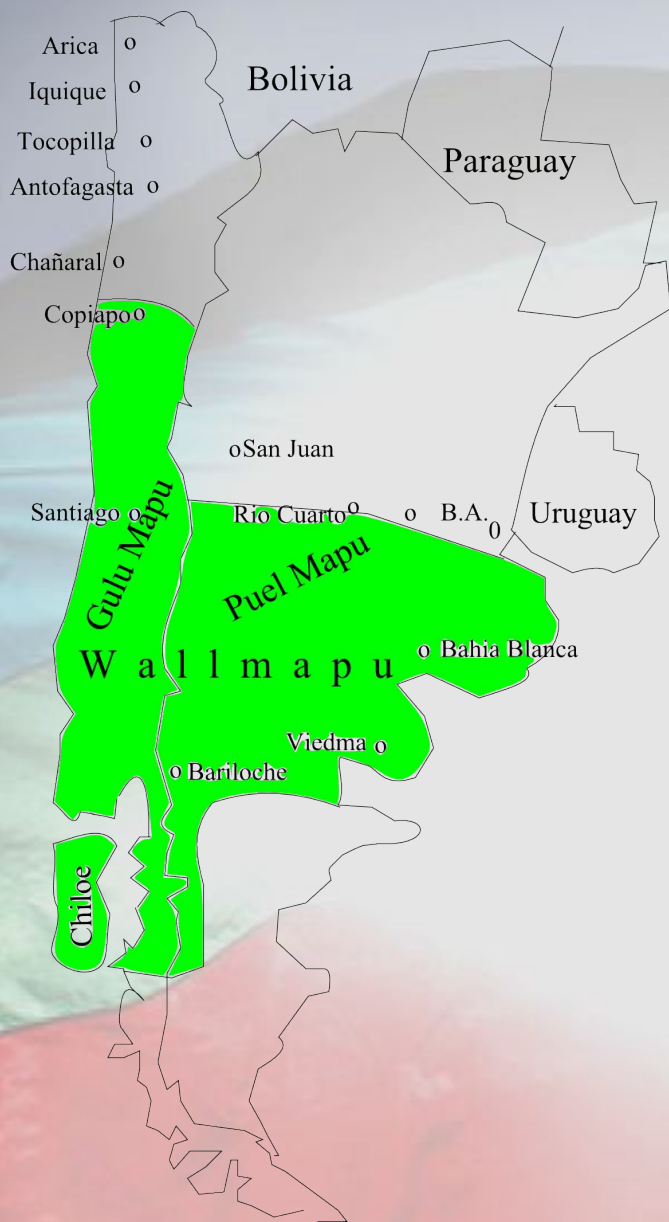 Arica
Bolivia
Iquique
Tocopilla
Paraguay
Antofagasta
Chañaral
Copiapo
San Juan
Santiago
Rio Cuarto
B.A.
Uruguay
Gulu Mapu
Puel Mapu
Bahia Blanca
Wallmapu
Viedma
Bariloche
Chiloe